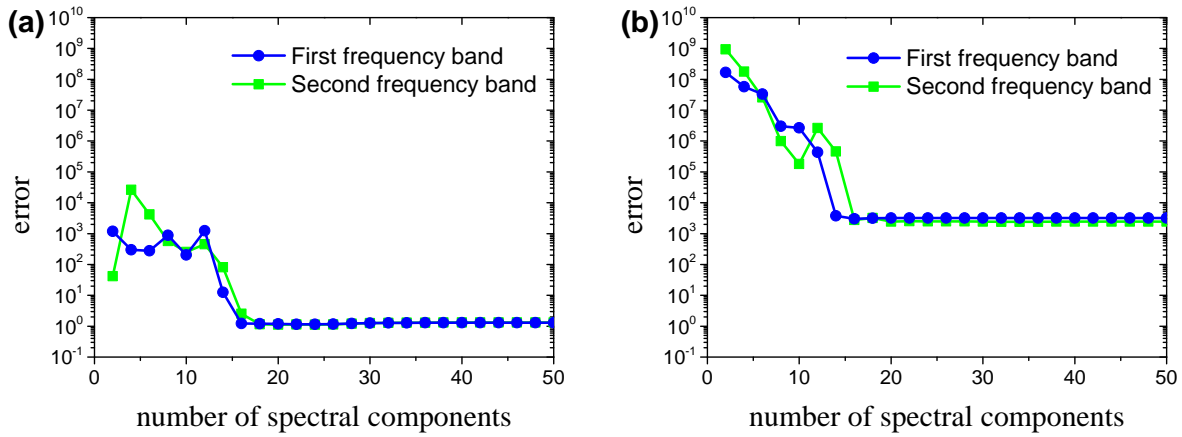 (a)
10^10
10^9
10^8
10^7
10^6
10^5
10^4
10^3
10^2
10^1
10^0
10^-1
error
First frequency band
Second frequency band
0 10 20 30 40 50
number of spectral components
(b)
10^10
10^9
10^8
10^7
10^6
10^5
10^4
10^3
10^2
10^1
10^0
10^-1
error
First frequency band
Second frequency band
0 10 20 30 40 50
number of spectral components